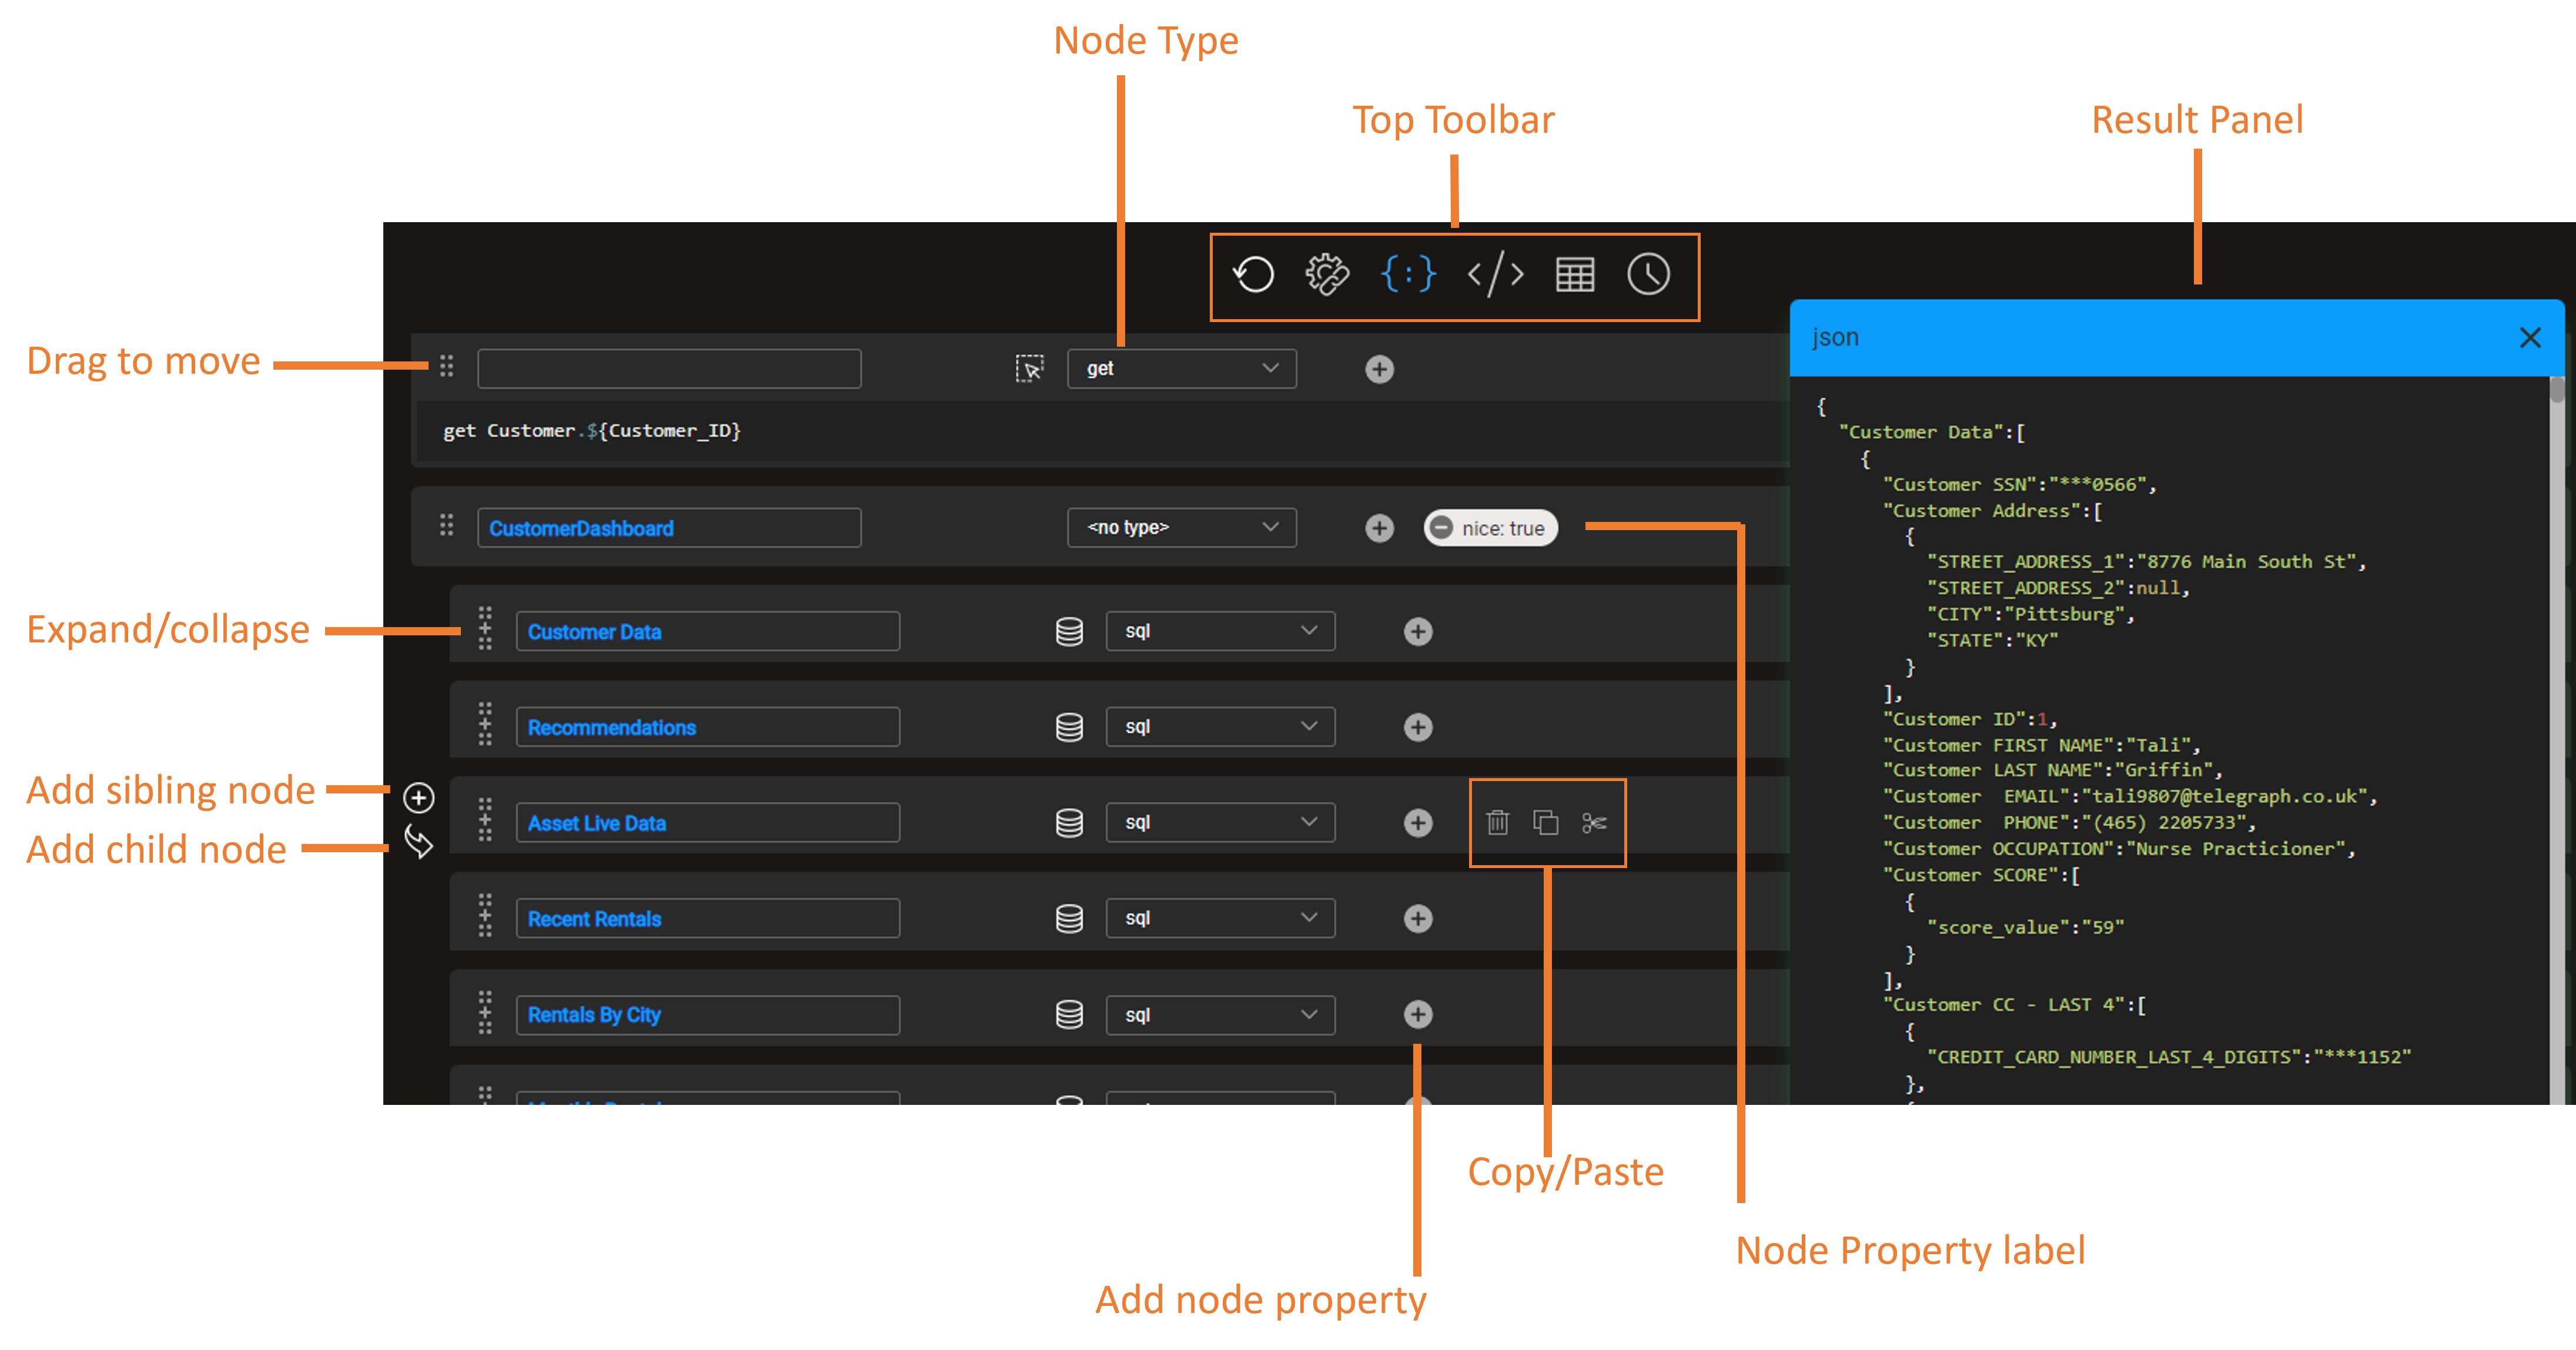 Node Type
Top Toolbar
Result Panel
{:} </>
json
Drag to move
get
get Customer.${Customer_ID}
CustomerDashboard
<no type>
nice: true
Expand/collapse
Customer Data
sql
Recommendations
sql
Add sibling node
Add child node
Asset Live Data
sql
Recent Rentals
sql
Rentals By City
sql
{
"Customer Data":[
{
"Customer SSN":"***0566",
"Customer Address":[
{
"STREET_ADDRESS_1":"8776 Main South St",
"STREET_ADDRESS_2":null,
"CITY":"Pittsburg",
"STATE":"KY"
}
],
"Customer ID":1,
"Customer FIRST NAME":"Tali",
"Customer LAST NAME":"Griffin",
"Customer  EMAIL":"tali9807@telegraph.co.uk",
"Customer  PHONE":"(465) 2205733",
"Customer OCCUPATION":"Nurse Practicioner",
"Customer SCORE":[
{
"score_value":"59"
}
],
"Customer CC - LAST 4":[
{
"CREDIT_CARD_NUMBER_LAST_4_DIGITS":"***1152"
},
Copy/Paste
Node Property label
Add node property